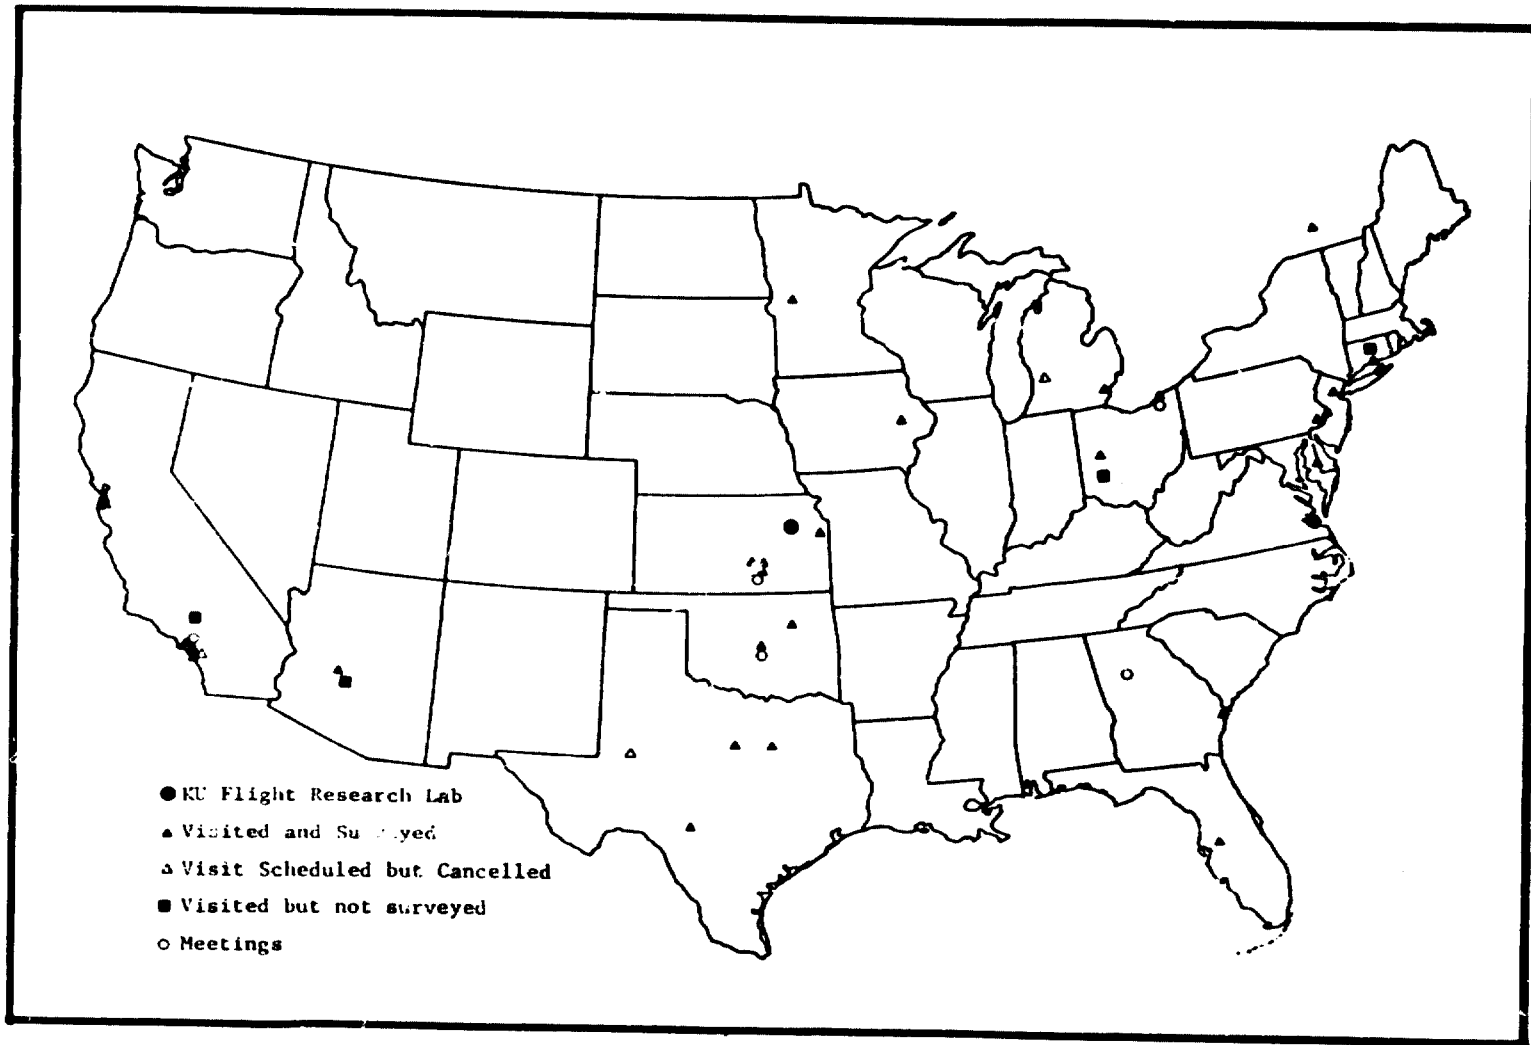 KU Flight Research Lab
Visited and
Visit Scheduled but Cancelled
Visited but not surveyed
Meetings